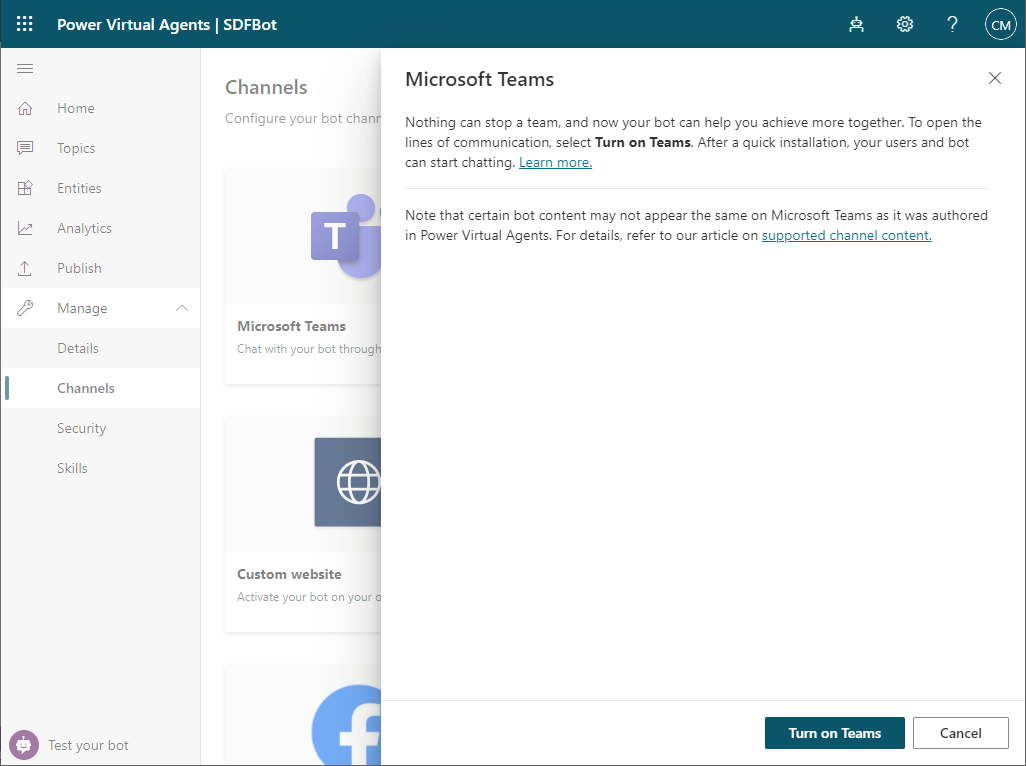 Power Virtual Agents | SDFBot
CM
Home
Topics
Entities
Analytics
Publish
Manage
Details
Channels
Security
Skills
Test your bot
Channels
Configure your bot chann
T
Microsoft Teams
Chat with your bot through
Custom website
Activate your bot on your o
Microsoft Teams
Nothing can stop a team, and now your bot can help you achieve more together. To open the
lines of communication, select Turn on Teams. After a quick installation, your users and bot
can start chatting. Learn more.
Note that certain bot content may not appear the same on Microsoft Teams as it was authored
in Power Virtual Agents. For details, refer to our article on supported channel content.
Turn on Teams
Cancel